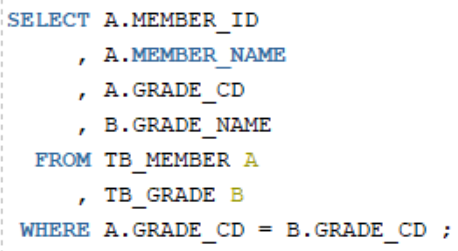 SELECT A.MEMBER_ID
, A.MEMBER_NAME
, A.GRADE_CD
, B.GRADE_NAME
FROM TB_MEMBER A
, TB_GRADE B
WHERE A.GRADE_CD = B.GRADE_CD ;